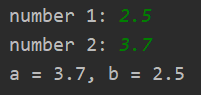 number 1: 2.5
number 2: 3.7
a = 3.7, b = 2.5